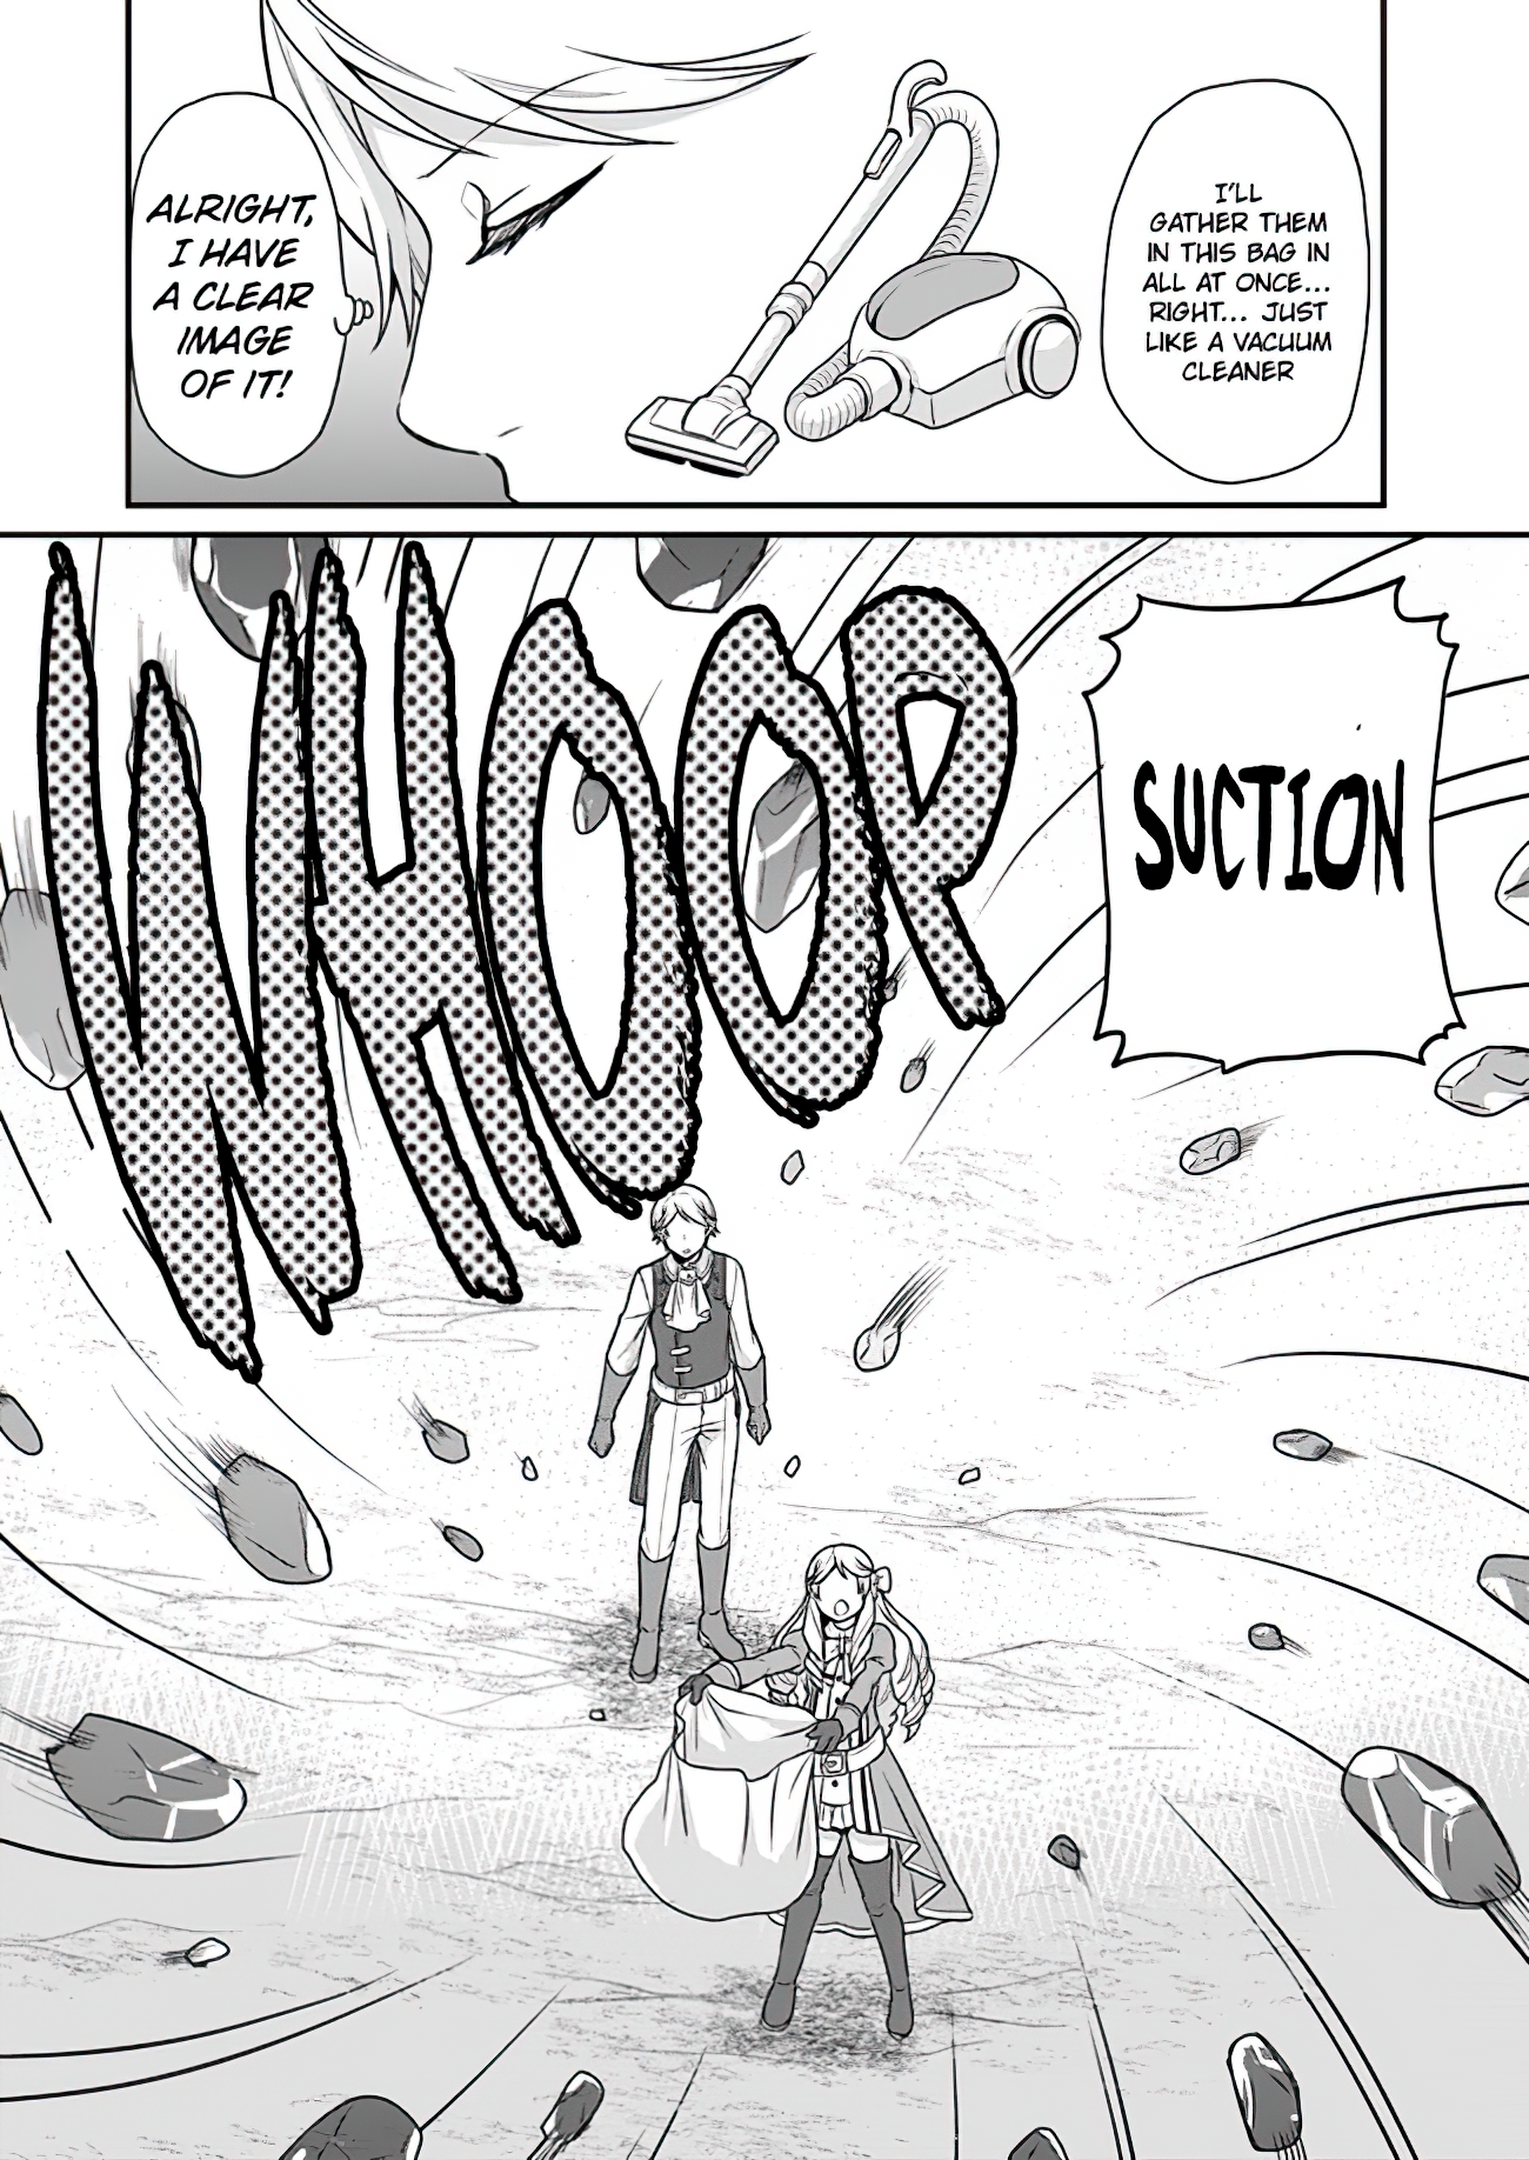 I'LL
GATHER THEM
IN THIS BAG IN
ALL AT ONCE...
RIGHT... JUST
LIKE A VACUUM
CLEANER
ALRIGHT,
I HAVE
A CLEAR
IMAGE
OF IT!
SUCTION
WHOOP